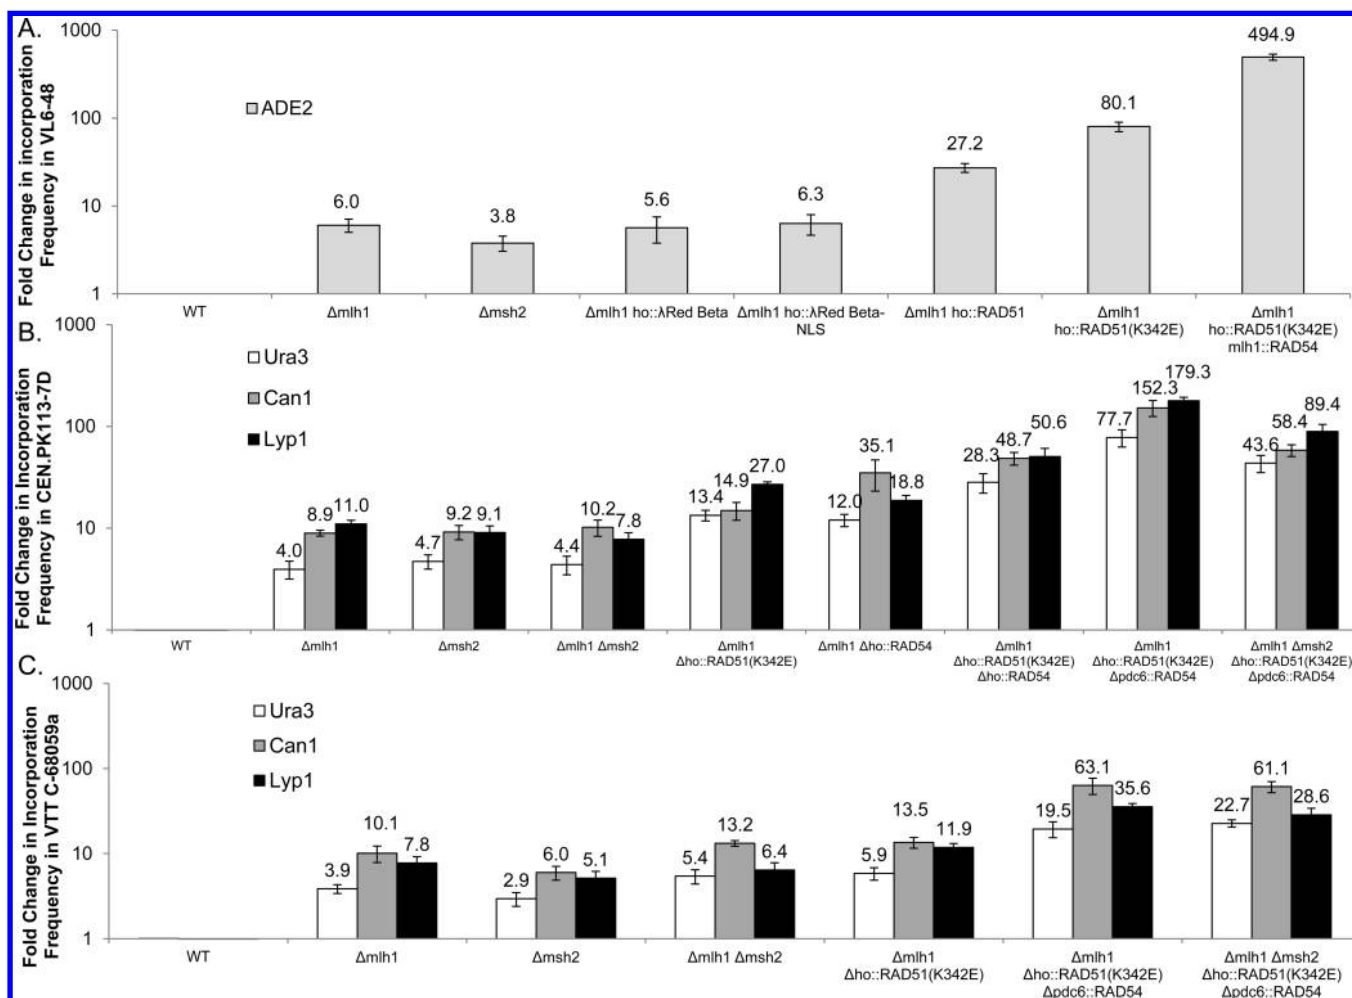 A.
Fold Change in incorporation
Frequency in VL6-48
1000
100
10
1
ADE2
6.0
3.8
5.6
6.3
27.2
80.1
494.9
WT
Δmlh1
Δmsh2
Δmlh1 ho::λRed Beta
Δmlh1 ho::λRed Beta-
NLS
Δmlh1 ho::RAD51
Δmlh1
ho::RAD51(K342E)
Δmlh1
ho::RAD51(K342E)
mlh1::RAD54
B.
Fold Change in Incorporation
Frequency in CEN.PK113-7D
1000
100
10
1
Ura3
Can1
Lyp1
4.0
8.9
11.0
4.7
9.2
9.1
4.4
10.2
7.8
13.4
14.9
27.0
12.0
35.1
18.8
28.3
48.7
50.6
77.7
152.3
179.3
43.6
58.4
89.4
WT
Δmlh1
Δmsh2
Δmlh1 Δmsh2
Δmlh1
Δho::RAD51(K342E)
Δmlh1 Δho::RAD54
Δmlh1
Δho::RAD51(K342E)
Δho::RAD54
Δmlh1
Δho::RAD51(K342E)
Δpdc6::RAD54
Δmlh1 Δmsh2
Δho::RAD51(K342E)
Δpdc6::RAD54
C.
Fold Change in Incorporation
Frequency in VTT C-68059a
1000
100
10
1
Ura3
Can1
Lyp1
3.9
10.1
7.8
2.9
6.0
5.1
5.4
13.2
6.4
5.9
13.5
11.9
19.5
63.1
35.6
22.7
61.1
28.6
WT
Δmlh1
Δmsh2
Δmlh1 Δmsh2
Δmlh1
Δho::RAD51(K342E)
Δmlh1
Δho::RAD51(K342E)
Δpdc6::RAD54
Δmlh1 Δmsh2
Δho::RAD51(K342E)
Δpdc6::RAD54